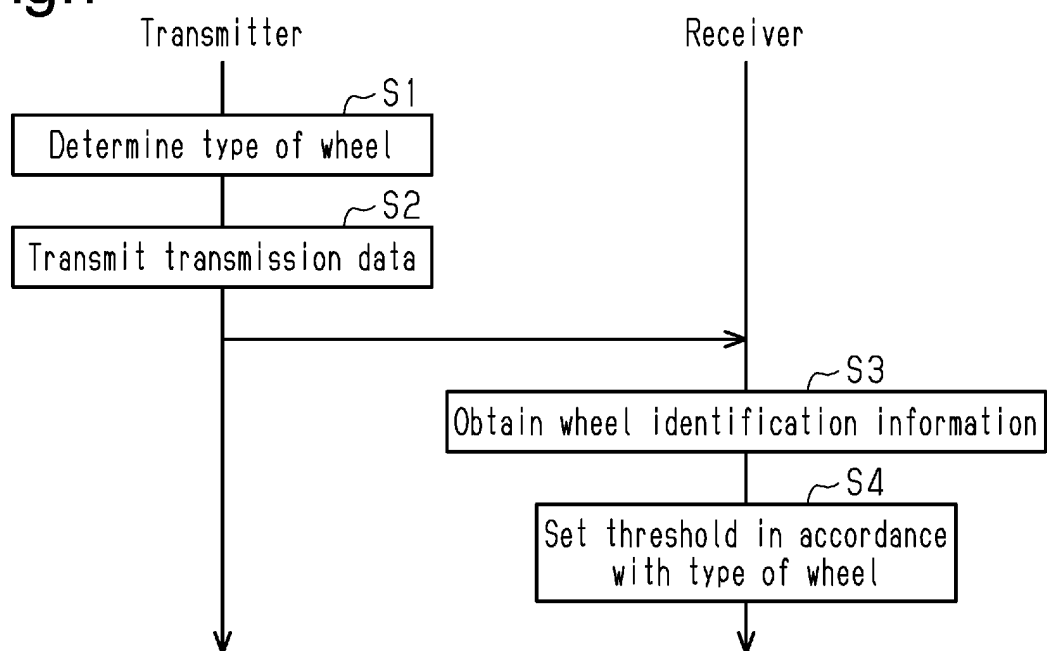 Transmitter
Receiver
S1
Determine type of wheel
S2
Transmit transmission data
S3
Obtain wheel identification information
S4
Set threshold in accordance
with type of wheel